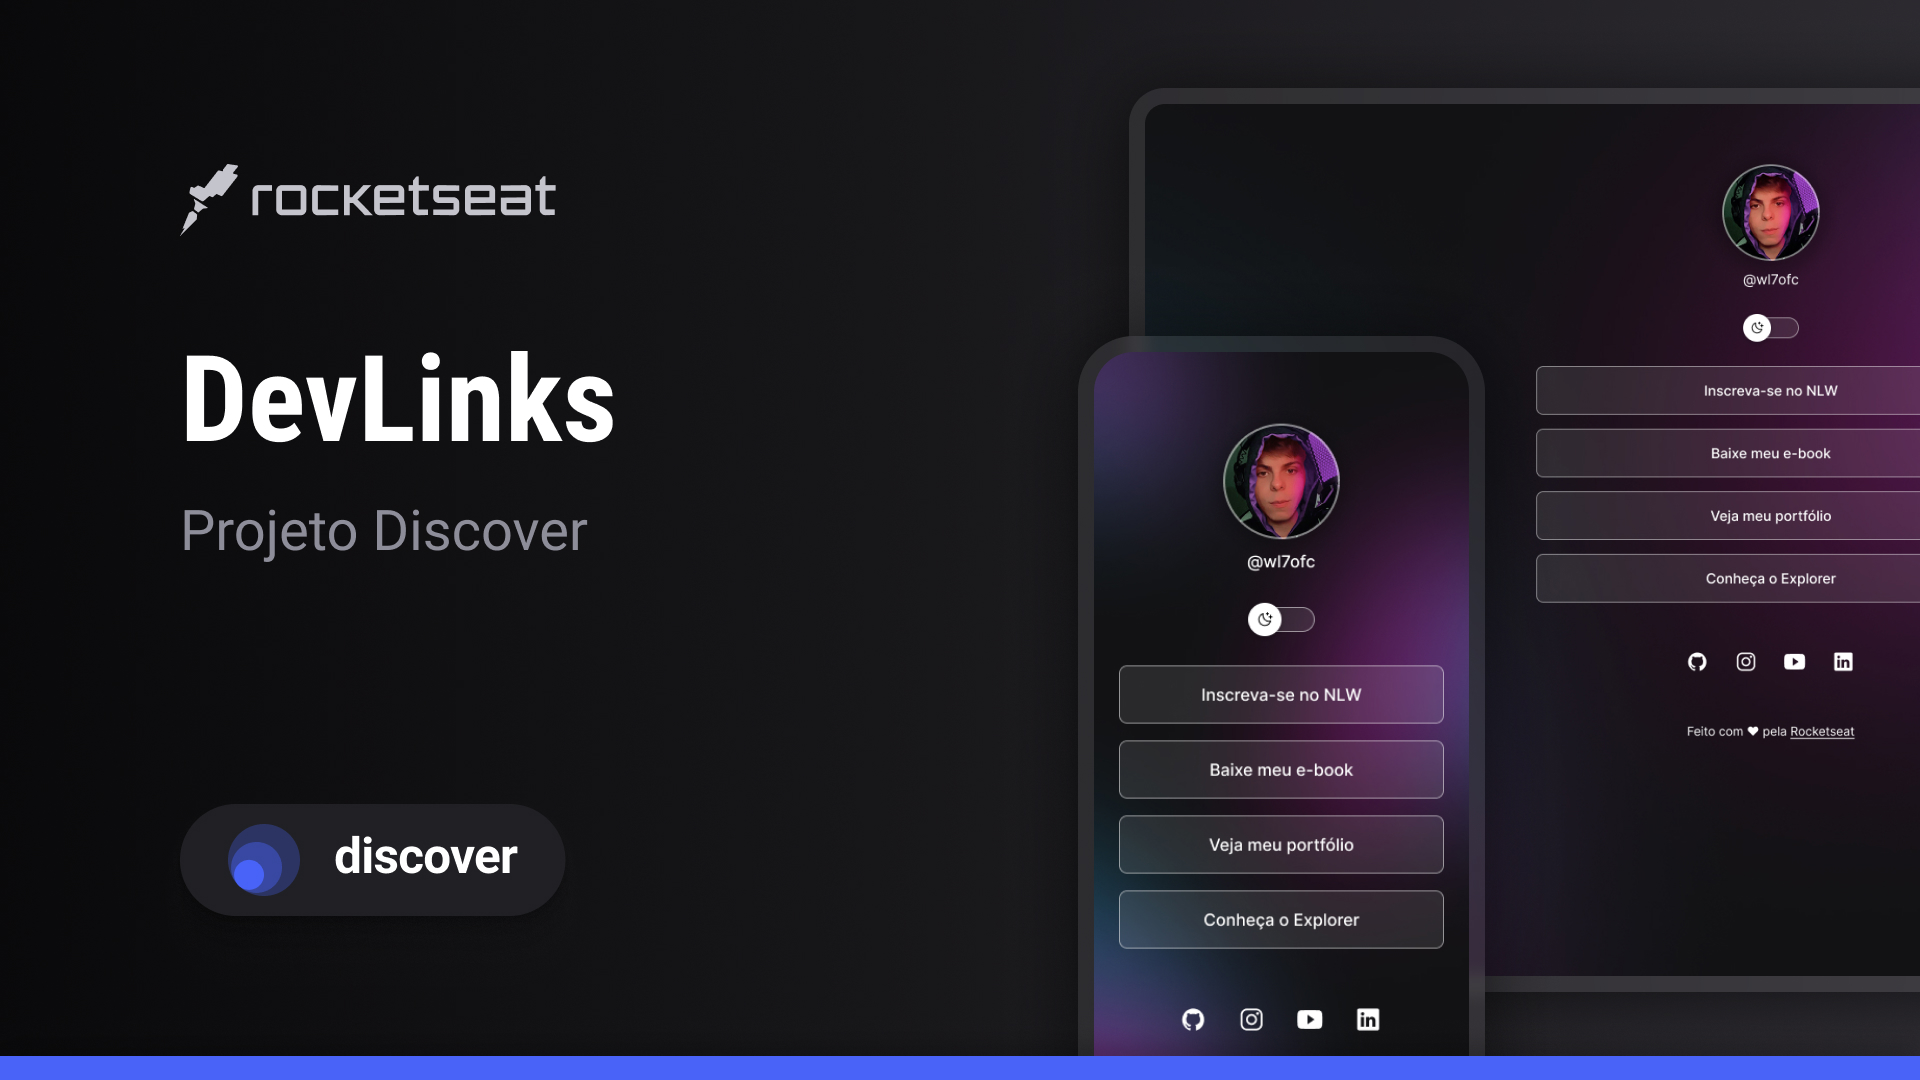 rocketseat
DevLinks
Projeto Discover
discover
@wl7ofc
Inscreva-se no NLW
Baixe meu e-book
Veja meu portfólio
Conheça o Explorer
@wl7ofc
Inscreva-se no NLW
Baixe meu e-book
Veja meu portfólio
Conheça o Explorer
Feito com ♥ pela Rocketseat